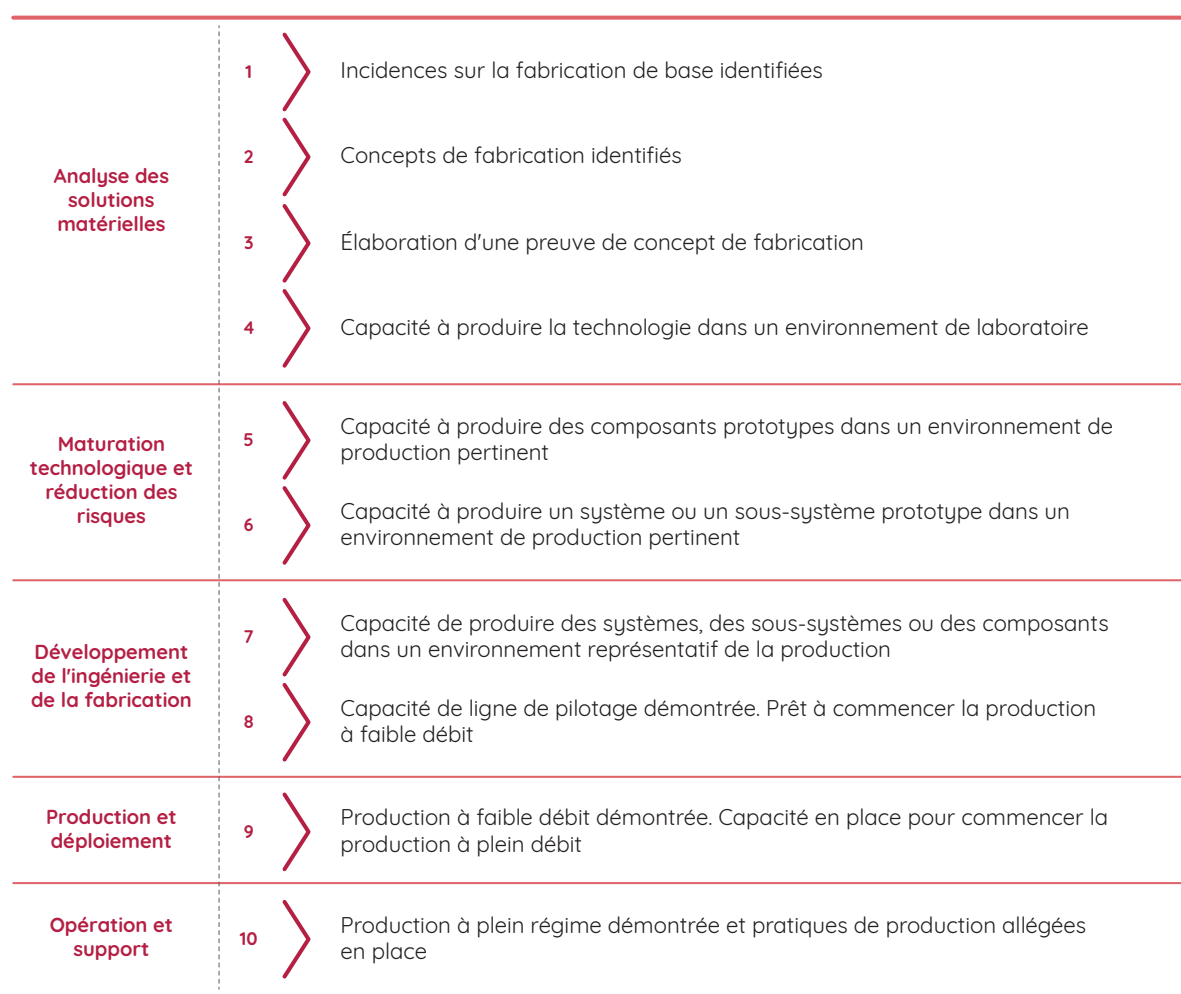 Analyse des
solutions
matérielles
1
Incidences sur la fabrication de base identifiées
2
Concepts de fabrication identifiés
3
Élaboration d'une preuve de concept de fabrication
4
Capacité à produire la technologie dans un environnement de laboratoire
Maturation
technologique et
réduction des
risques
5
Capacité à produire des composants prototypes dans un environnement de
production pertinent
6
Capacité à produire un système ou un sous-système prototype dans un
environnement de production pertinent
Développement
de l'ingénierie et
de la fabrication
7
Capacité de produire des systèmes, des sous-systèmes ou des composants
dans un environnement représentatif de la production
8
Capacité de ligne de pilotage démontrée. Prêt à commencer la production
à faible débit
Production et
déploiement
9
Production à faible débit démontrée. Capacité en place pour commencer la
production à plein débit
Opération et
support
10
Production à plein régime démontrée et pratiques de production allégées
en place